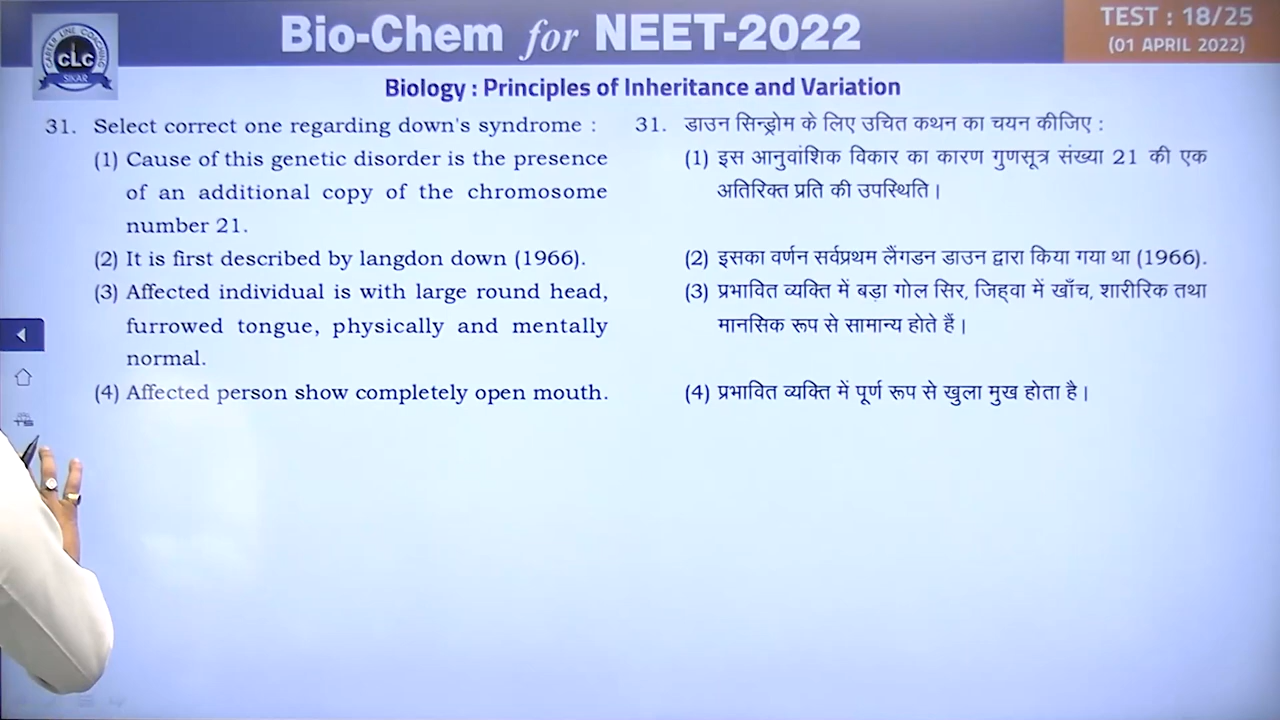 Bio-Chem for NEET-2022
TEST : 18/25
(01 APRIL 2022)
CAREER LINE COACHING
CLC
SIKAR
Biology : Principles of Inheritance and Variation
31. Select correct one regarding down's syndrome :
(1) Cause of this genetic disorder is the presence
of an additional copy of the chromosome
number 21.
(2) It is first described by langdon down (1966).
(3) Affected individual is with large round head,
furrowed tongue, physically and mentally
normal.
(4) Affected person show completely open mouth.
31. डाउन सिन्ड्रोम के लिए उचित कथन का चयन कीजिए :
(1) इस आनुवांशिक विकार का कारण गुणसूत्र संख्या 21 की एक
अतिरिक्त प्रति की उपस्थिति।
(2) इसका वर्णन सर्वप्रथम लैंगडन डाउन द्वारा किया गया था (1966).
(3) प्रभावित व्यक्ति में बड़ा गोल सिर, जिह्वा में खाँच, शारीरिक तथा
मानसिक रूप से सामान्य होते हैं।
(4) प्रभावित व्यक्ति में पूर्ण रूप से खुला मुख होता है।